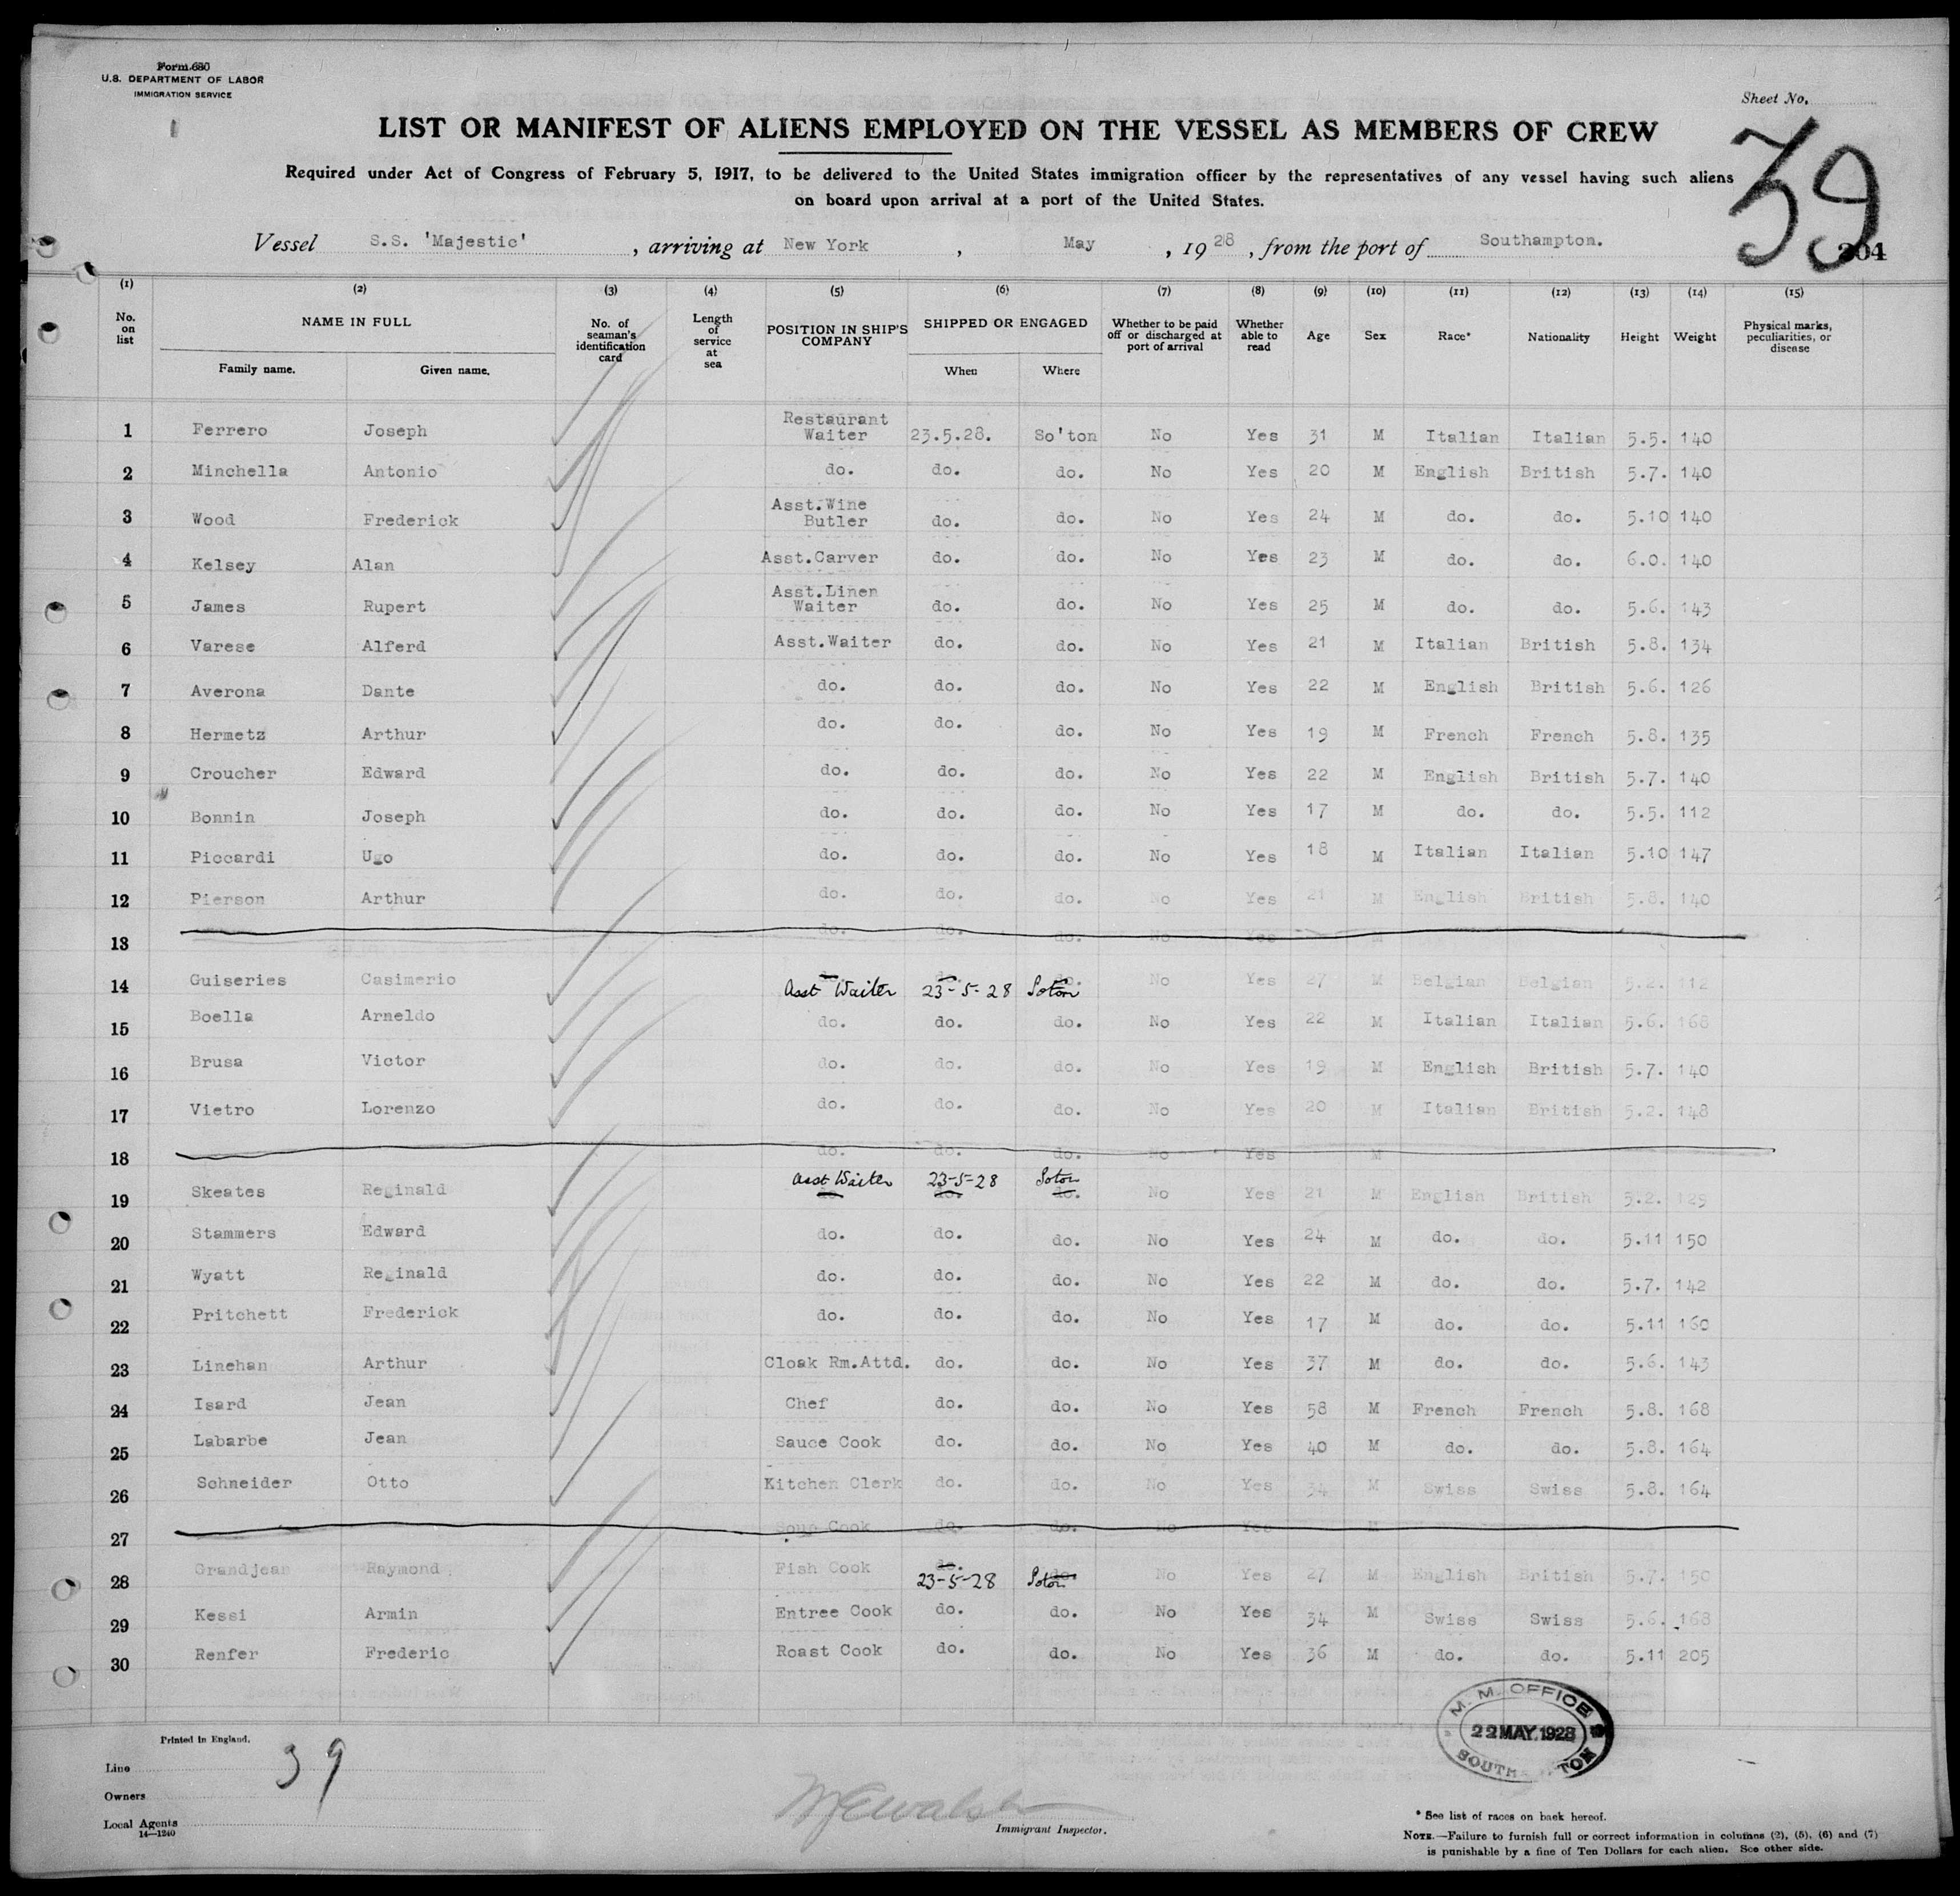 Form 680
U.S. DEPARTMENT OF LABOR
IMMIGRATION SERVICE
Sheet No.
LIST OR MANIFEST OF ALIENS EMPLOYED ON THE VESSEL AS MEMBERS OF CREW
39
Required under Act of Congress of February 5, 1917, to be delivered to the United States immigration officer by the representatives of any vessel having such aliens
on board upon arrival at a port of the United States.
Vessel S.S. 'Majestic' , arriving at New York , May , 19 28 , from the port of Southampton.
(1) (2) (3) (4) (5) (6) (7) (8) (9) (10) (11) (12) (13) (14) (15)
No. on list NAME IN FULL Family name. Given name. No. of seaman's identification card Length of service at sea POSITION IN SHIP'S COMPANY SHIPPED OR ENGAGED When Where Whether to be paid off or discharged at port of arrival Whether able to read Age Sex Race* Nationality Height Weight Physical marks, peculiarities, or disease
1 Ferrero Joseph Restaurant Waiter 23.5.28. So'ton No Yes 31 M Italian Italian 5.5. 140
2 Minchella Antonio do. do. do. No Yes 20 M English British 5.7. 140
3 Wood Frederick Asst.Wine Butler do. do. No Yes 24 M do. do. 5.10 140
4 Kelsey Alan Asst.Carver do. do. No Yes 23 M do. do. 6.0. 140
5 James Rupert Asst.Linen Waiter do. do. No Yes 25 M do. do. 5.6. 143
6 Varese Alferd Asst.Waiter do. do. No Yes 21 M Italian British 5.8. 134
7 Averona Dante do. do. do. No Yes 22 M English British 5.6. 126
8 Hermetz Arthur do. do. do. No Yes 19 M French French 5.8. 135
9 Croucher Edward do. do. do. No Yes 22 M English British 5.7. 140
10 Bonnin Joseph do. do. do. No Yes 17 M do. do. 5.5. 112
11 Piccardi Ugo do. do. do. No Yes 18 M Italian Italian 5.10 147
12 Pierson Arthur do. do. do. No Yes 21 M English British 5.8. 140
13 do. do. do. No Yes M
14 Guiseries Casimerio Asst Waiter 23-5-28 Soton No Yes 27 M Belgian Belgian 5.2. 112
15 Boella Arneldo do. do. do. No Yes 22 M Italian Italian 5.6. 168
16 Brusa Victor do. do. do. No Yes 19 M English British 5.7. 140
17 Vietro Lorenzo do. do. do. No Yes 20 M Italian British 5.2. 148
18 do. do. do. No Yes M
19 Skeates Reginald Asst Waiter 23-5-28 Soton do. No Yes 21 M English British 5.2. 129
20 Stammers Edward do. do. do. No Yes 24 M do. do. 5.11 150
21 Wyatt Reginald do. do. do. No Yes 22 M do. do. 5.7. 142
22 Pritchett Frederick do. do. do. No Yes 17 M do. do. 5.11 160
23 Linehan Arthur Cloak Rm.Attd. do. do. No Yes 37 M do. do. 5.6. 143
24 Isard Jean Chef do. do. No Yes 58 M French French 5.8. 168
25 Labarbe Jean Sauce Cook do. do. No Yes 40 M do. do. 5.8. 164
26 Schneider Otto Kitchen Clerk do. do. No Yes 34 M Swiss Swiss 5.8. 164
27 Soup Cook do. do. No Yes M
28 Grandjean Raymond Fish Cook do. 23-5-28 Soton No Yes 27 M English British 5.7. 150
29 Kessi Armin Entree Cook do. do. No Yes 34 M Swiss Swiss 5.6. 168
30 Renfer Frederic Roast Cook do. do. No Yes 36 M do. do. 5.11 205
M. M. OFFICE
22 MAY 1928
Printed in England.
39
Line
Owners
Local Agents
14—1240
Immigrant Inspector.
* See list of races on back hereof.
NOTE.—Failure to furnish full or correct information in columns (2), (5), (6) and (7)
is punishable by a fine of Ten Dollars for each alien. See other side.